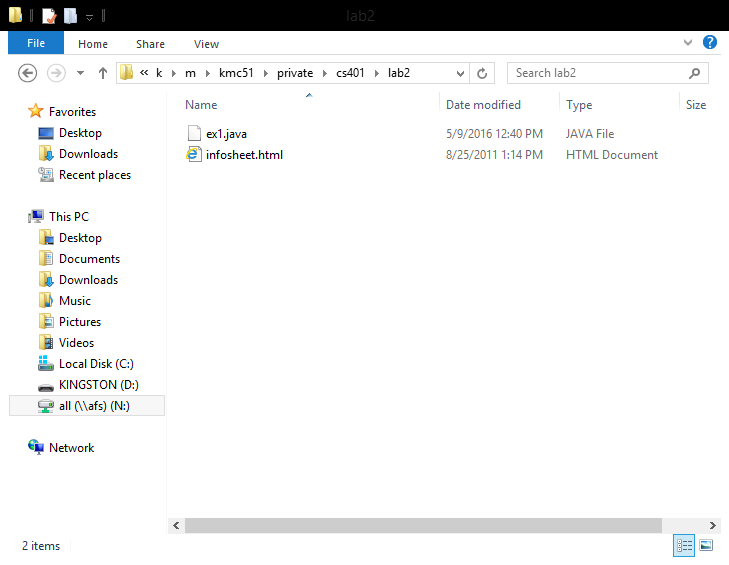 lab2
File Home Share View
« k m kmc51 private cs401 lab2 Search lab2
Name Date modified Type Size
ex1.java 5/9/2016 12:40 PM JAVA File
infosheet.html 8/25/2011 1:14 PM HTML Document
Favorites
Desktop
Downloads
Recent places
This PC
Desktop
Documents
Downloads
Music
Pictures
Videos
Local Disk (C:)
KINGSTON (D:)
all (\\afs) (N:)
Network
2 items